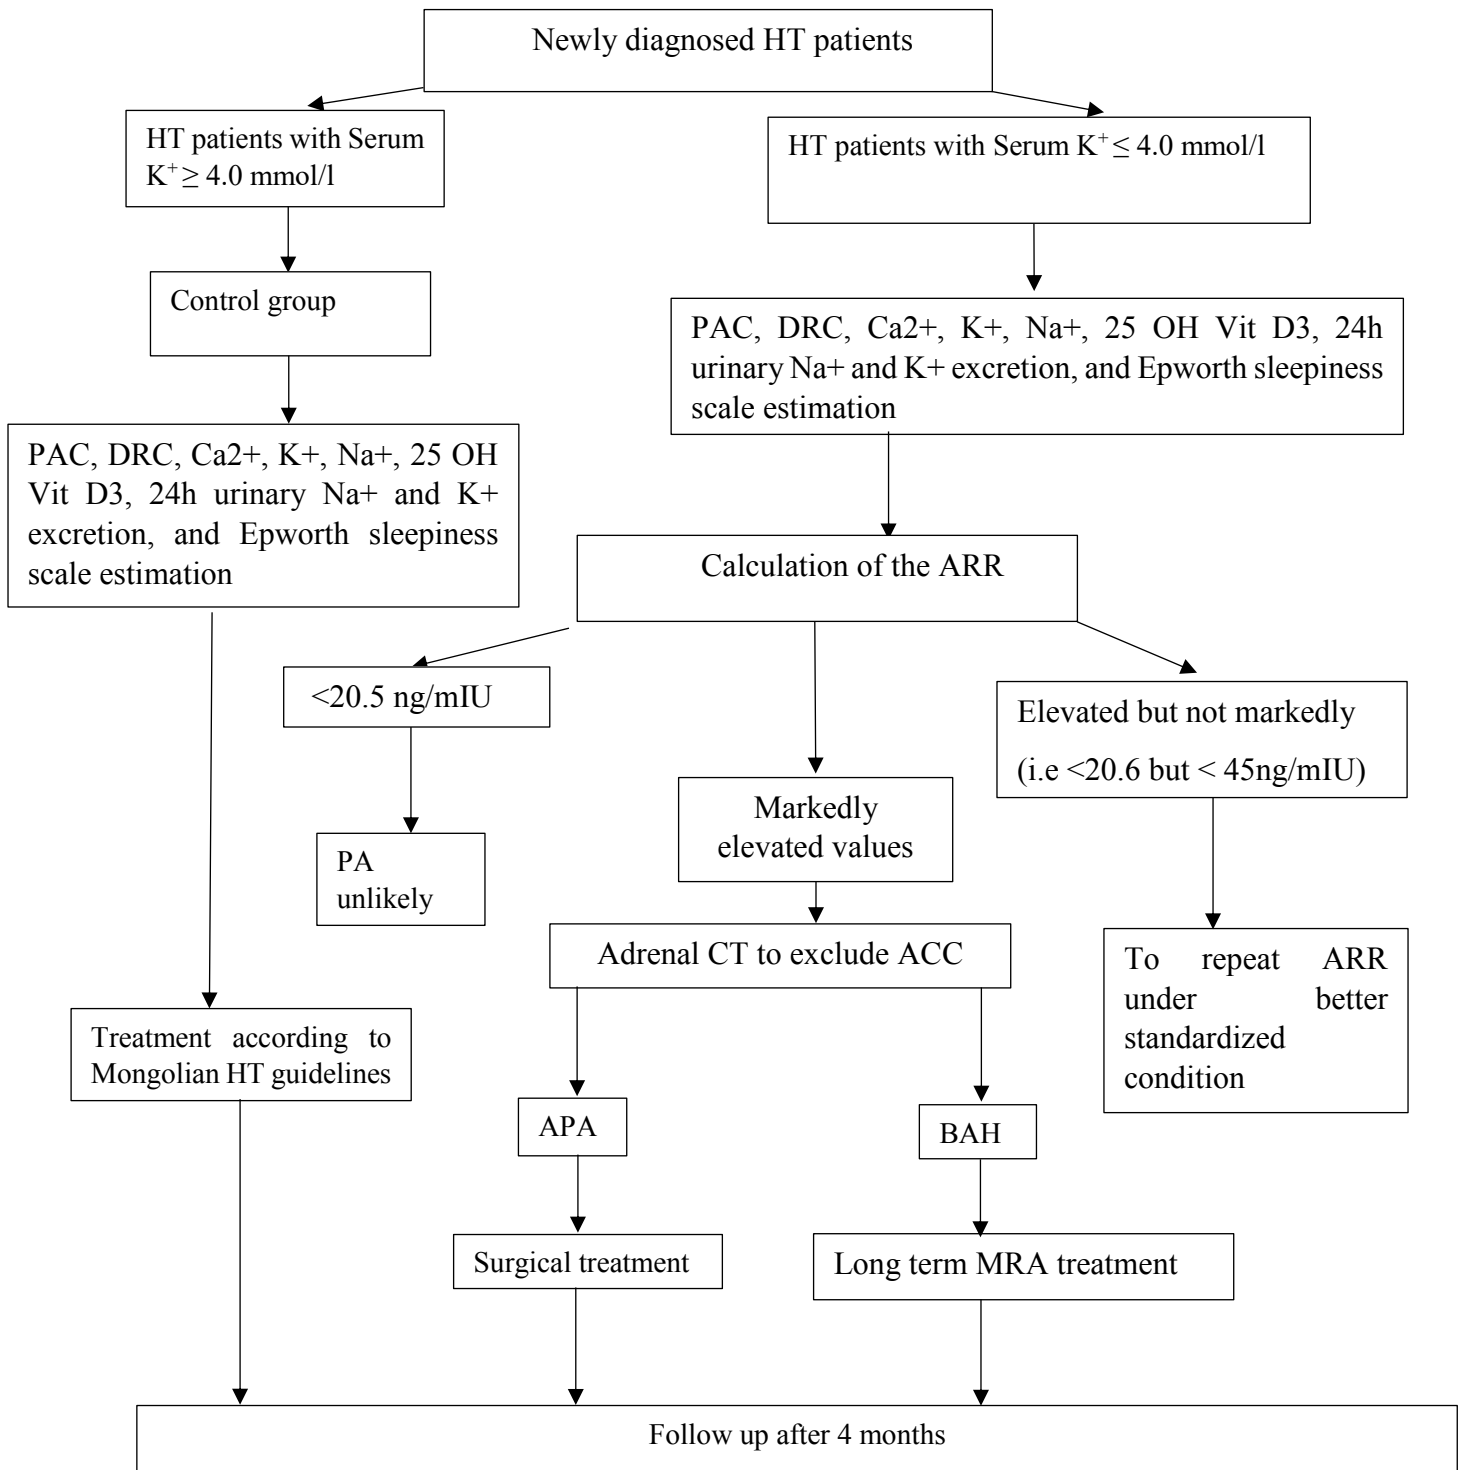 Newly diagnosed HT patients
HT patients with Serum
K⁺ ≥ 4.0 mmol/l
HT patients with Serum K⁺ ≤ 4.0 mmol/l
Control group
PAC, DRC, Ca2+, K+, Na+, 25 OH Vit D3, 24h
urinary Na+ and K+ excretion, and Epworth sleepiness
scale estimation
PAC, DRC, Ca2+, K+, Na+, 25 OH
Vit D3, 24h urinary Na+ and K+
excretion, and Epworth sleepiness
scale estimation
Calculation of the ARR
<20.5 ng/mIU
Elevated but not markedly
(i.e <20.6 but < 45ng/mIU)
Markedly
elevated values
PA
unlikely
Adrenal CT to exclude ACC
To repeat ARR
under better
standardized
condition
Treatment according to
Mongolian HT guidelines
APA
BAH
Surgical treatment
Long term MRA treatment
Follow up after 4 months